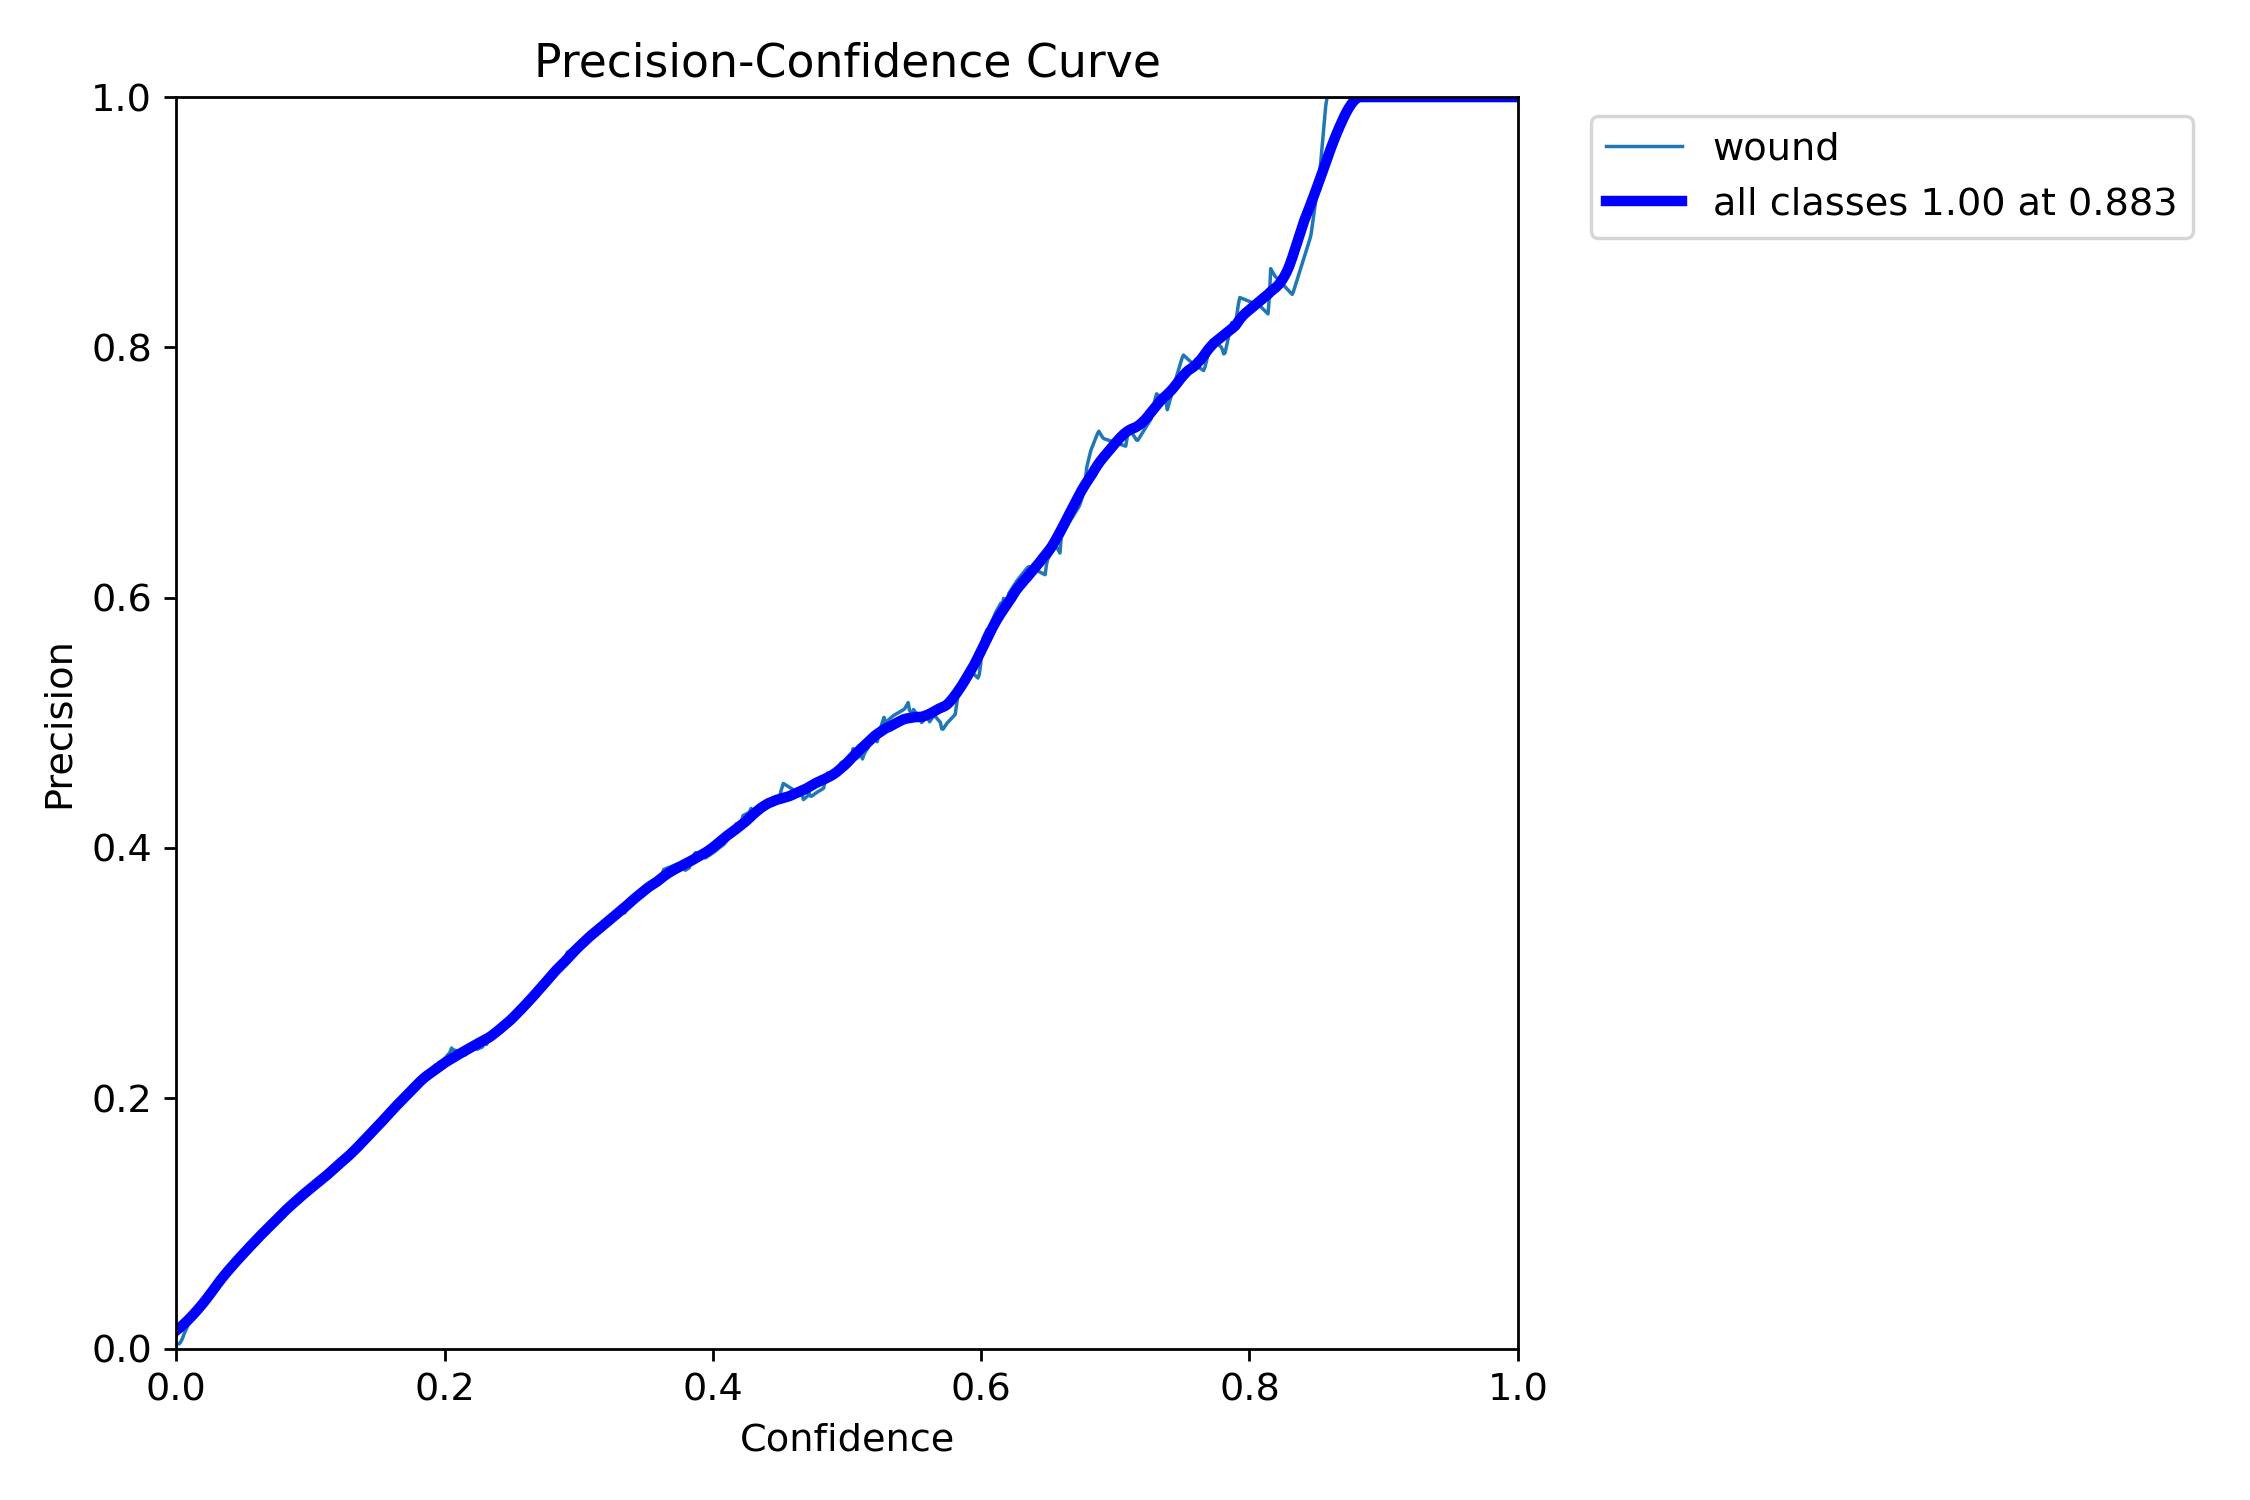 Precision-Confidence Curve
1.0
0.8
0.6
0.4
0.2
0.0
Precision
0.0 0.2 0.4 0.6 0.8 1.0
Confidence
wound
all classes 1.00 at 0.883